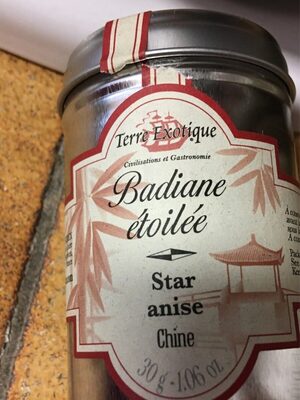 Terre Exotique
Civilisations et Gastronomie
Badiane
étoilée
Star
anise
Chine
30 g - 1.06 oz